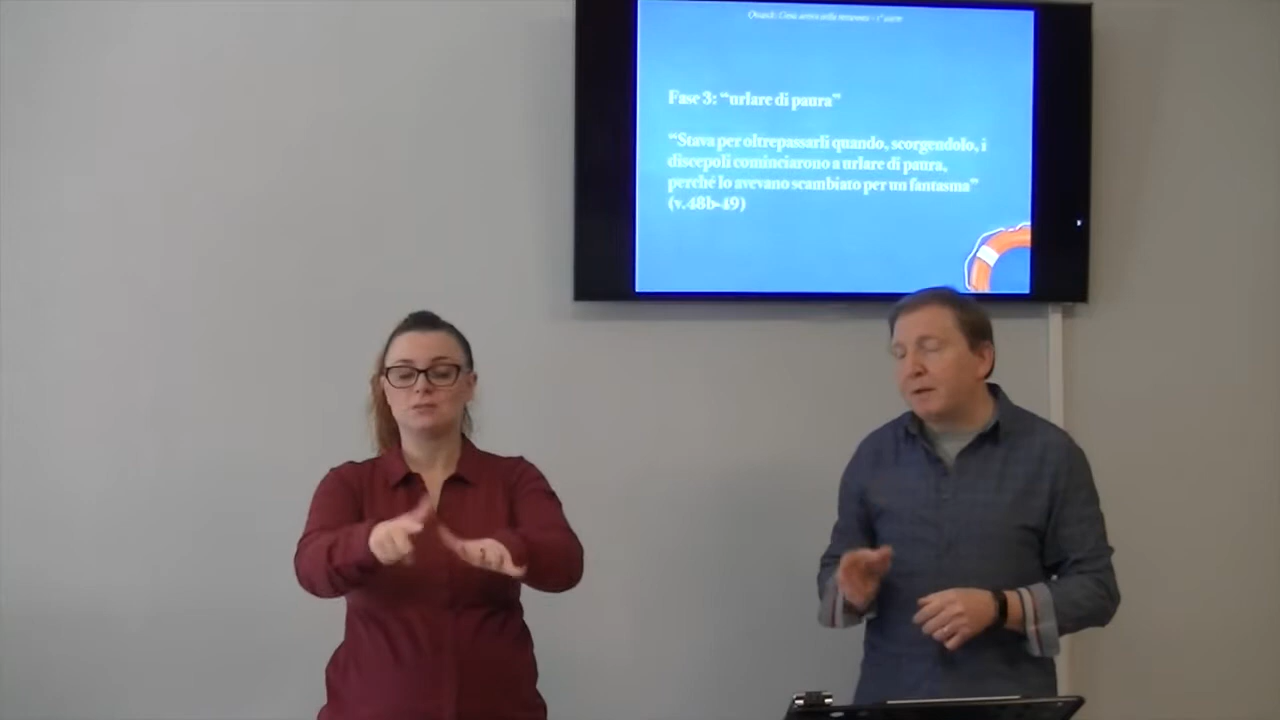 Fase 3: “urlare di paura”
“Stava per oltrepassarli quando, scorgendolo, i
discepoli cominciarono a urlare di paura,
perché lo avevano scambiato per un fantasma”
(v.48b-49)